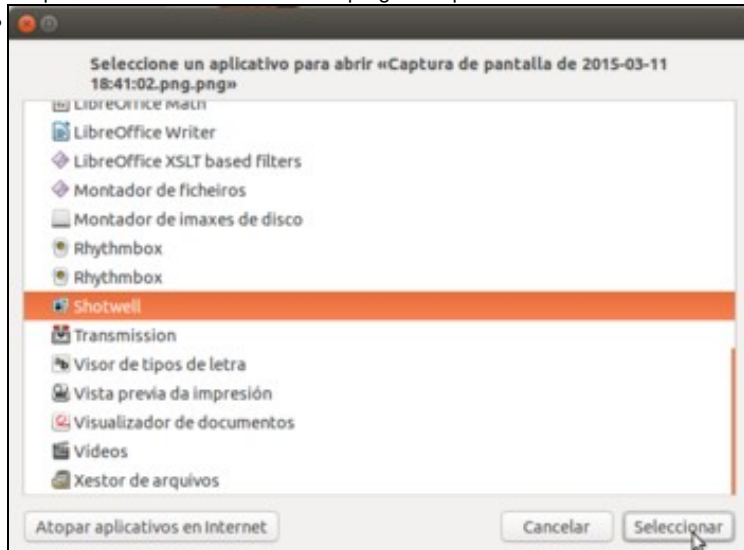 Seleccione un aplicativo para abrir «Captura de pantalla de 2015-03-11
18:41:02.png.png»
LibreOffice Math
LibreOffice Writer
LibreOffice XSLT based filters
Montador de ficheiros
Montador de imaxes de disco
Rhythmbox
Rhythmbox
Shotwell
Transmission
Visor de tipos de letra
Vista previa da impresión
Visualizador de documentos
Vídeos
Xestor de arquivos
Atopar aplicativos en Internet
Cancelar
Seleccionar